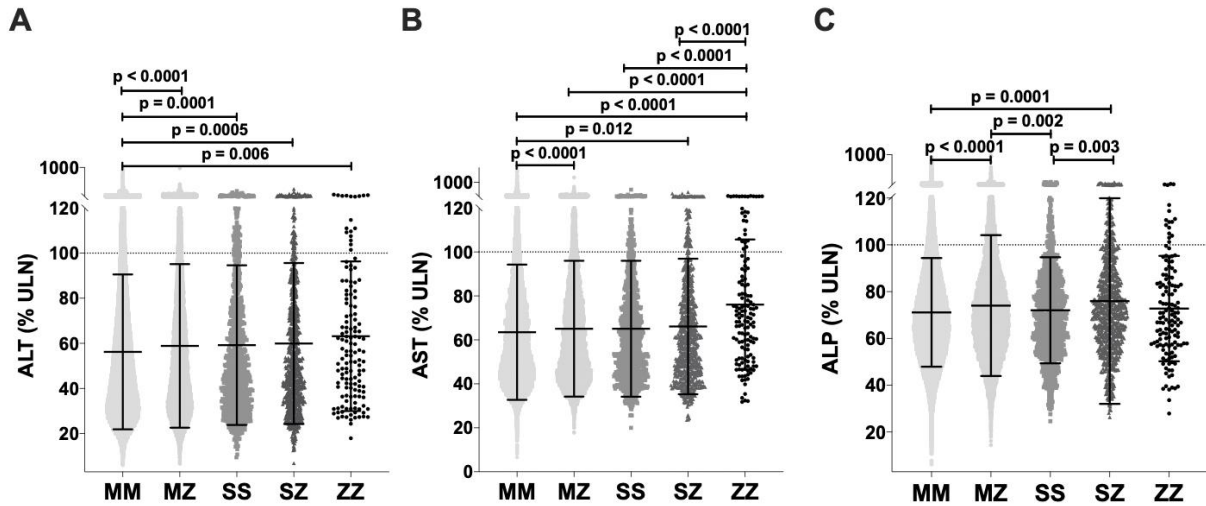 A
p < 0.0001
p = 0.0001
p = 0.0005
p = 0.006
1000
120
100
80
60
40
20
ALT (% ULN)
MM MZ SS SZ ZZ
B
p < 0.0001
p < 0.0001
p < 0.0001
p < 0.0001
p = 0.012
p < 0.0001
1000
120
100
80
60
40
20
0
AST (% ULN)
MM MZ SS SZ ZZ
C
p = 0.0001
p = 0.002
p < 0.0001 p = 0.003
1000
120
100
80
60
40
20
ALP (% ULN)
MM MZ SS SZ ZZ